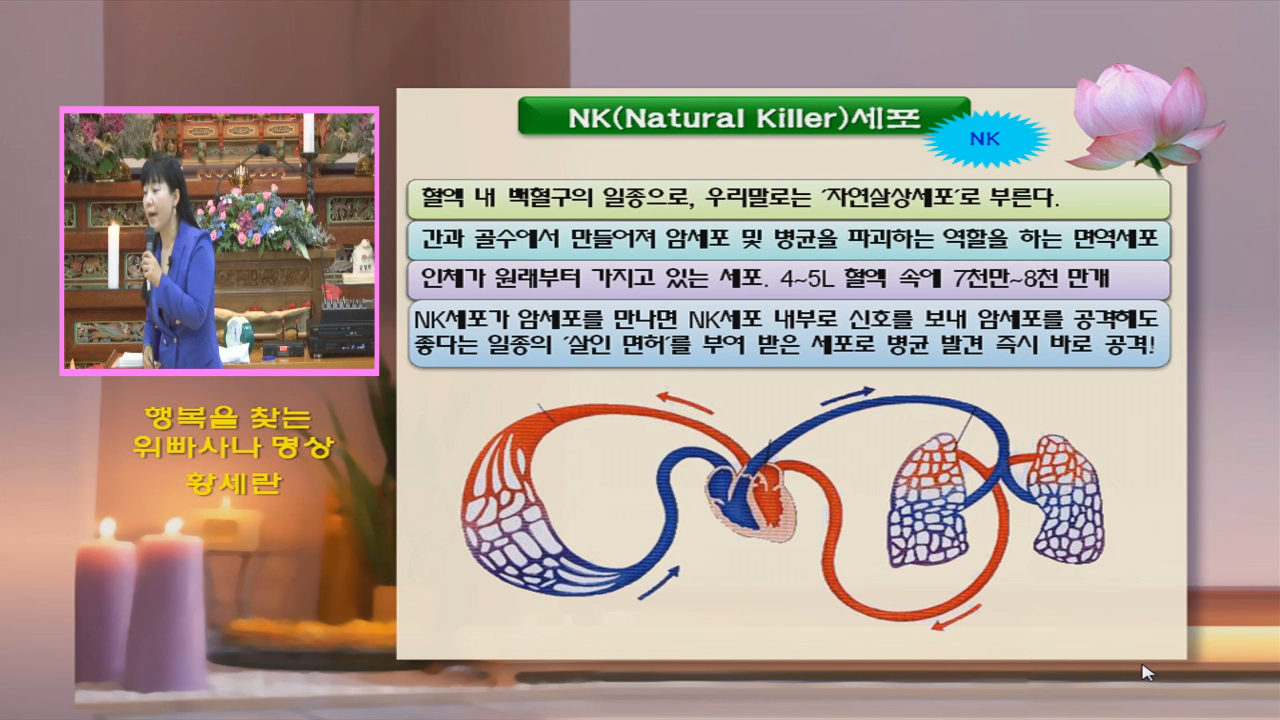 NK(Natural Killer)세포
NK
혈액 내 백혈구의 일종으로, 우리말로는 '자연살상세포'로 부른다.
간과 골수에서 만들어져 암세포 및 병균을 파괴하는 역할을 하는 면역세포
인체가 원래부터 가지고 있는 세포. 4~5L 혈액 속에 7천만~8천 만개
NK세포가 암세포를 만나면 NK세포 내부로 신호를 보내 암세포를 공격해도
좋다는 일종의 '살인 면허'를 부여 받은 세포로 병균 발견 즉시 바로 공격!
행복을 찾는
위빠사나 명상
황세란